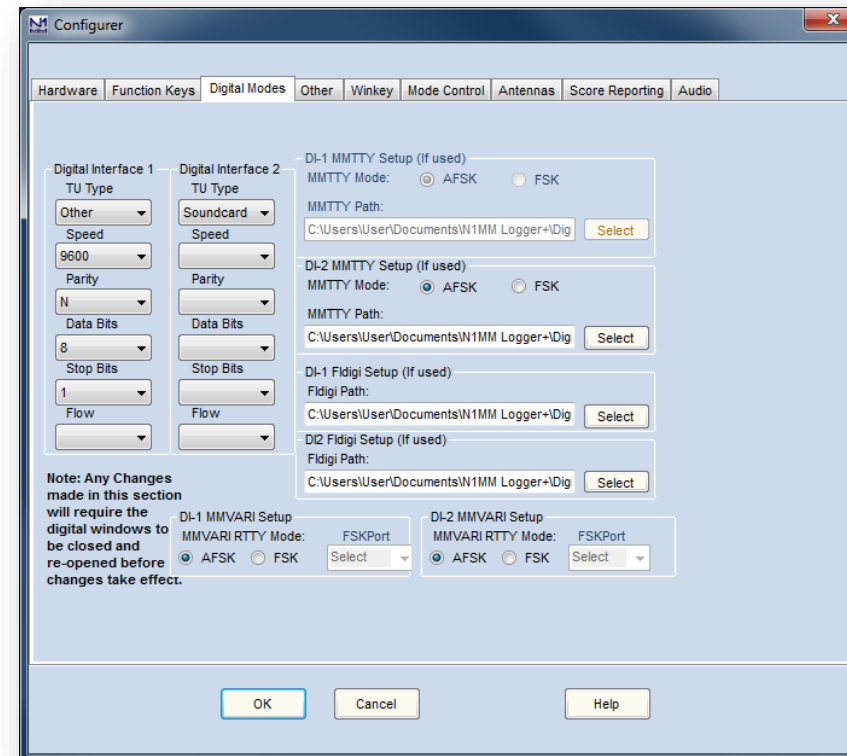 N1
Configurer
Hardware Function Keys Digital Modes Other Winkey Mode Control Antennas Score Reporting Audio
Digital Interface 1
TU Type
Other
Speed
9600
Parity
N
Data Bits
8
Stop Bits
1
Flow
Digital Interface 2
TU Type
Soundcard
Speed
Parity
Data Bits
Stop Bits
Flow
DI-1 MMTTY Setup (If used)
MMTTY Mode: AFSK FSK
MMTTY Path:
C:\Users\User\Documents\N1MM Logger+\Dig Select
DI-2 MMTTY Setup (If used)
MMTTY Mode: AFSK FSK
MMTTY Path:
C:\Users\User\Documents\N1MM Logger+\Dig Select
DI-1 Fldigi Setup (If used)
Fldigi Path:
C:\Users\User\Documents\N1MM Logger+\Dig Select
DI2 Fldigi Setup (If used)
Fldigi Path:
C:\Users\User\Documents\N1MM Logger+\Dig Select
Note: Any Changes
made in this section
will require the
digital windows to
be closed and
re-opened before
changes take effect.
DI-1 MMVARI Setup
MMVARI RTTY Mode: FSKPort
AFSK FSK Select
DI-2 MMVARI Setup
MMVARI RTTY Mode: FSKPort
AFSK FSK Select
OK Cancel Help